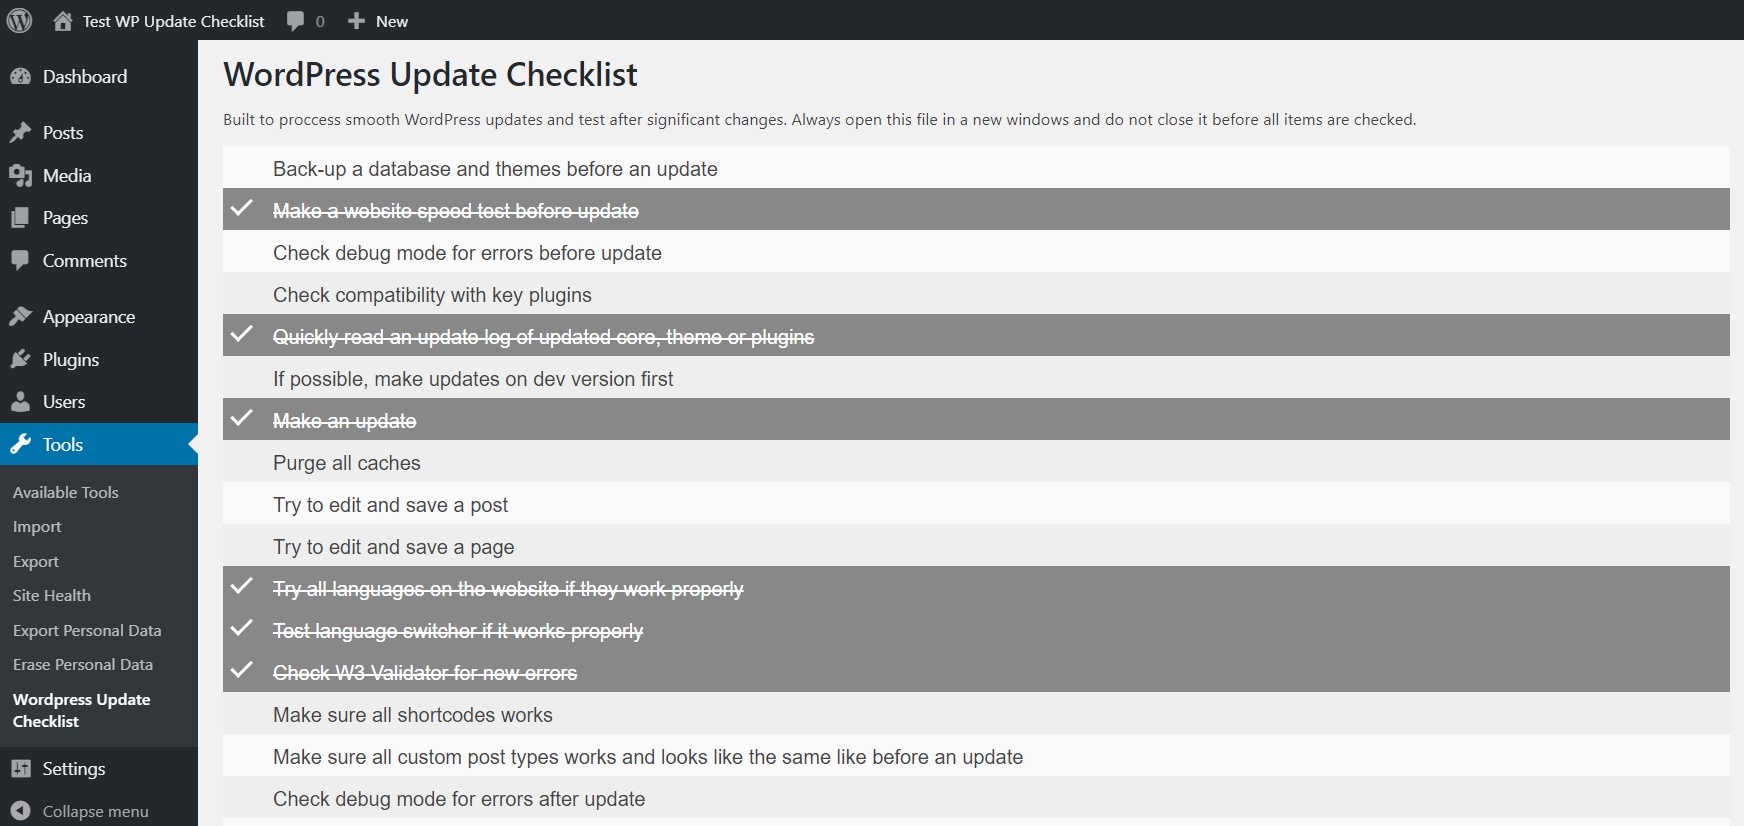 Test WP Update Checklist 0 New
Dashboard
Posts
Media
Pages
Comments
Appearance
Plugins
Users
Tools
Available Tools
Import
Export
Site Health
Export Personal Data
Erase Personal Data
Wordpress Update
Checklist
Settings
Collapse menu
WordPress Update Checklist
Built to proccess smooth WordPress updates and test after significant changes. Always open this file in a new windows and do not close it before all items are checked.
Back-up a database and themes before an update
Make a website speed test before update
Check debug mode for errors before update
Check compatibility with key plugins
Quickly read an update log of updated core, theme or plugins
If possible, make updates on dev version first
Make an update
Purge all caches
Try to edit and save a post
Try to edit and save a page
Try all languages on the website if they work properly
Test language switcher if it works properly
Check W3 Validator for new errors
Make sure all shortcodes works
Make sure all custom post types works and looks like the same like before an update
Check debug mode for errors after update